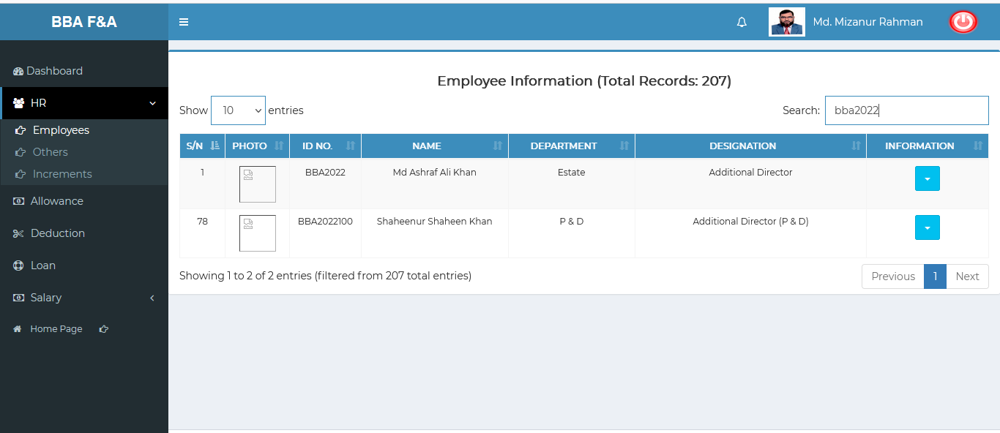 BBA F&A
Md. Mizanur Rahman
Dashboard
HR
Employees
Others
Increments
Allowance
Deduction
Loan
Salary
Home Page
Employee Information (Total Records: 207)
Show 10 entries
Search: bba2022
S/N PHOTO ID NO. NAME DEPARTMENT DESIGNATION INFORMATION
1 BBA2022 Md Ashraf Ali Khan Estate Additional Director
78 BBA2022100 Shaheenur Shaheen Khan P & D Additional Director (P & D)
Showing 1 to 2 of 2 entries (filtered from 207 total entries)
Previous 1 Next